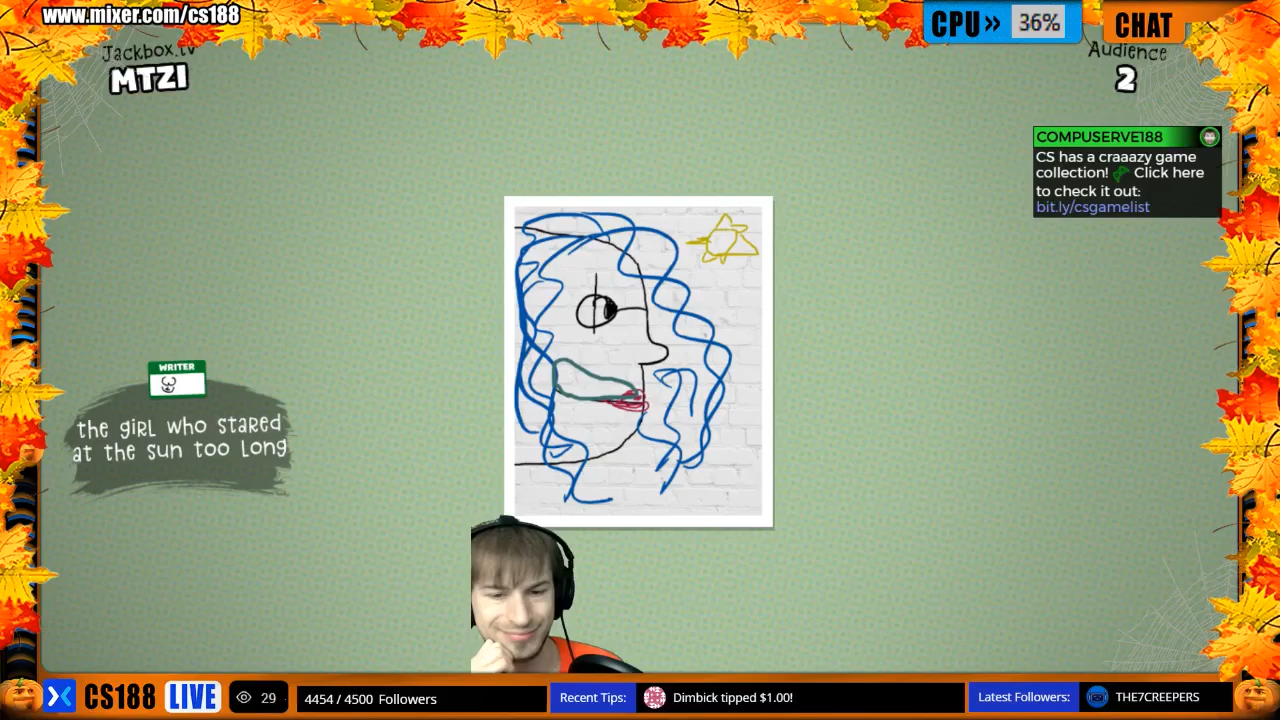 www.mixer.com/cs188
CPU» 36%
CHAT
Jackbox.tv
MTZI
Audience
2
COMPUSERVE188
CS has a craaazy game
collection! Click here
to check it out:
bit.ly/csgamelist
WRITER
the girl who stared
at the sun too long
CS188 LIVE
29
4454 / 4500 Followers
Recent Tips:
Dimbick tipped $1.00!
Latest Followers:
THE7CREEPERS